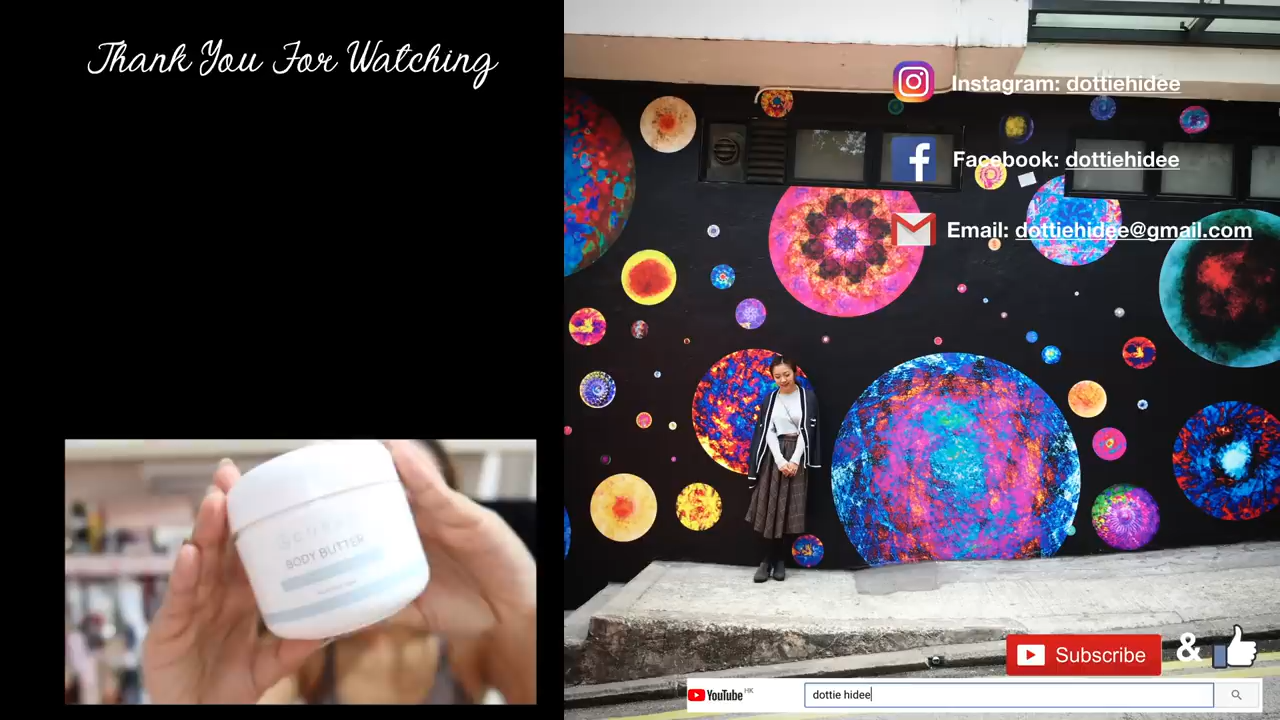 Thank You For Watching
Instagram: dottiehidee
Facebook: dottiehidee
Email: dottiehidee@gmail.com
BODY BUTTER
Subscribe
&
YouTube HK
dottie hidee